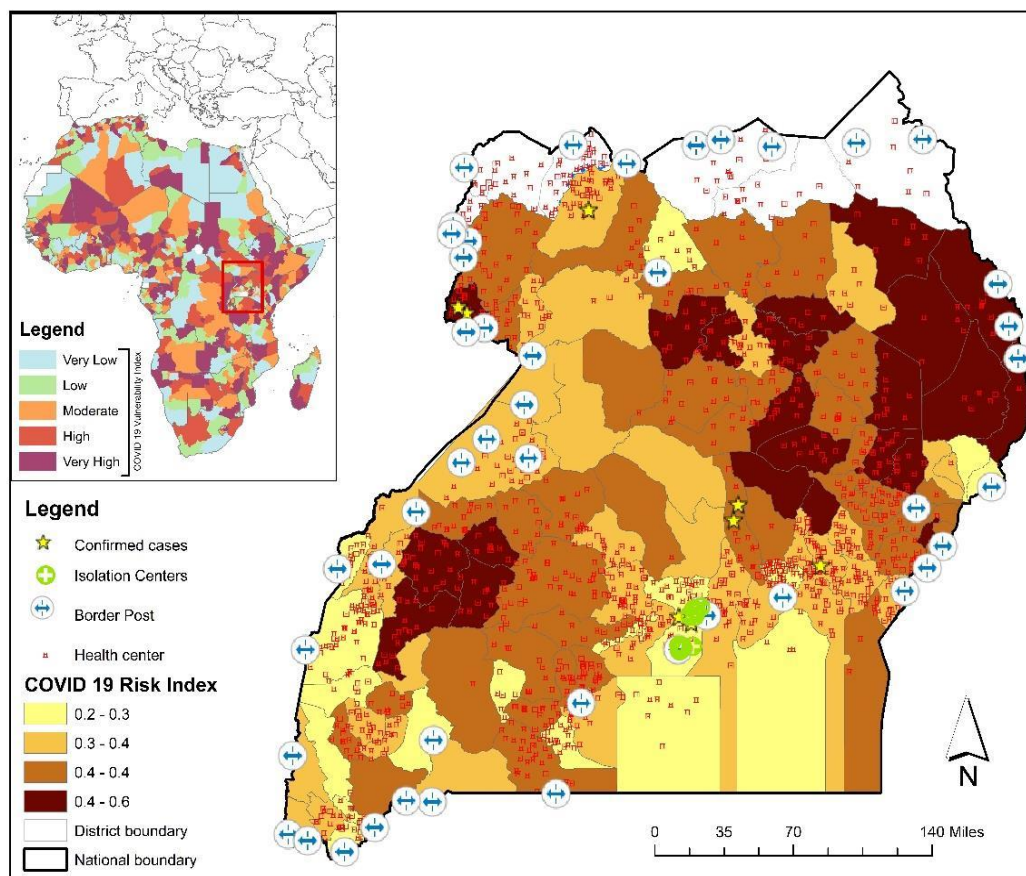 Legend
Very Low
Low
Moderate
High
Very High
COVID 19 Vulnerability Index
Legend
Confirmed cases
Isolation Centers
Border Post
Health center
COVID 19 Risk Index
0.2 - 0.3
0.3 - 0.4
0.4 - 0.4
0.4 - 0.6
District boundary
National boundary
N
0 35 70 140 Miles